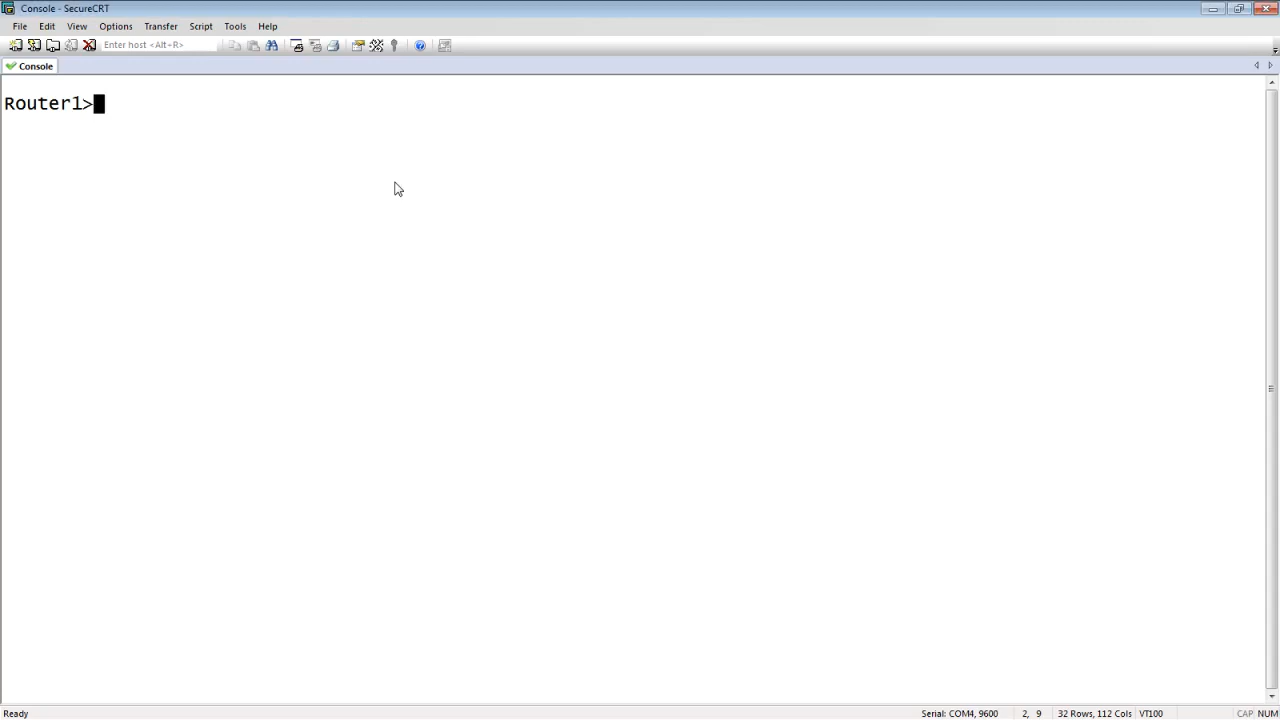 Console - SecureCRT
File Edit View Options Transfer Script Tools Help
Enter host <Alt+R>
Console
Router1>
Ready Serial: COM4, 9600 2, 9 32 Rows, 112 Cols VT100 CAP NUM